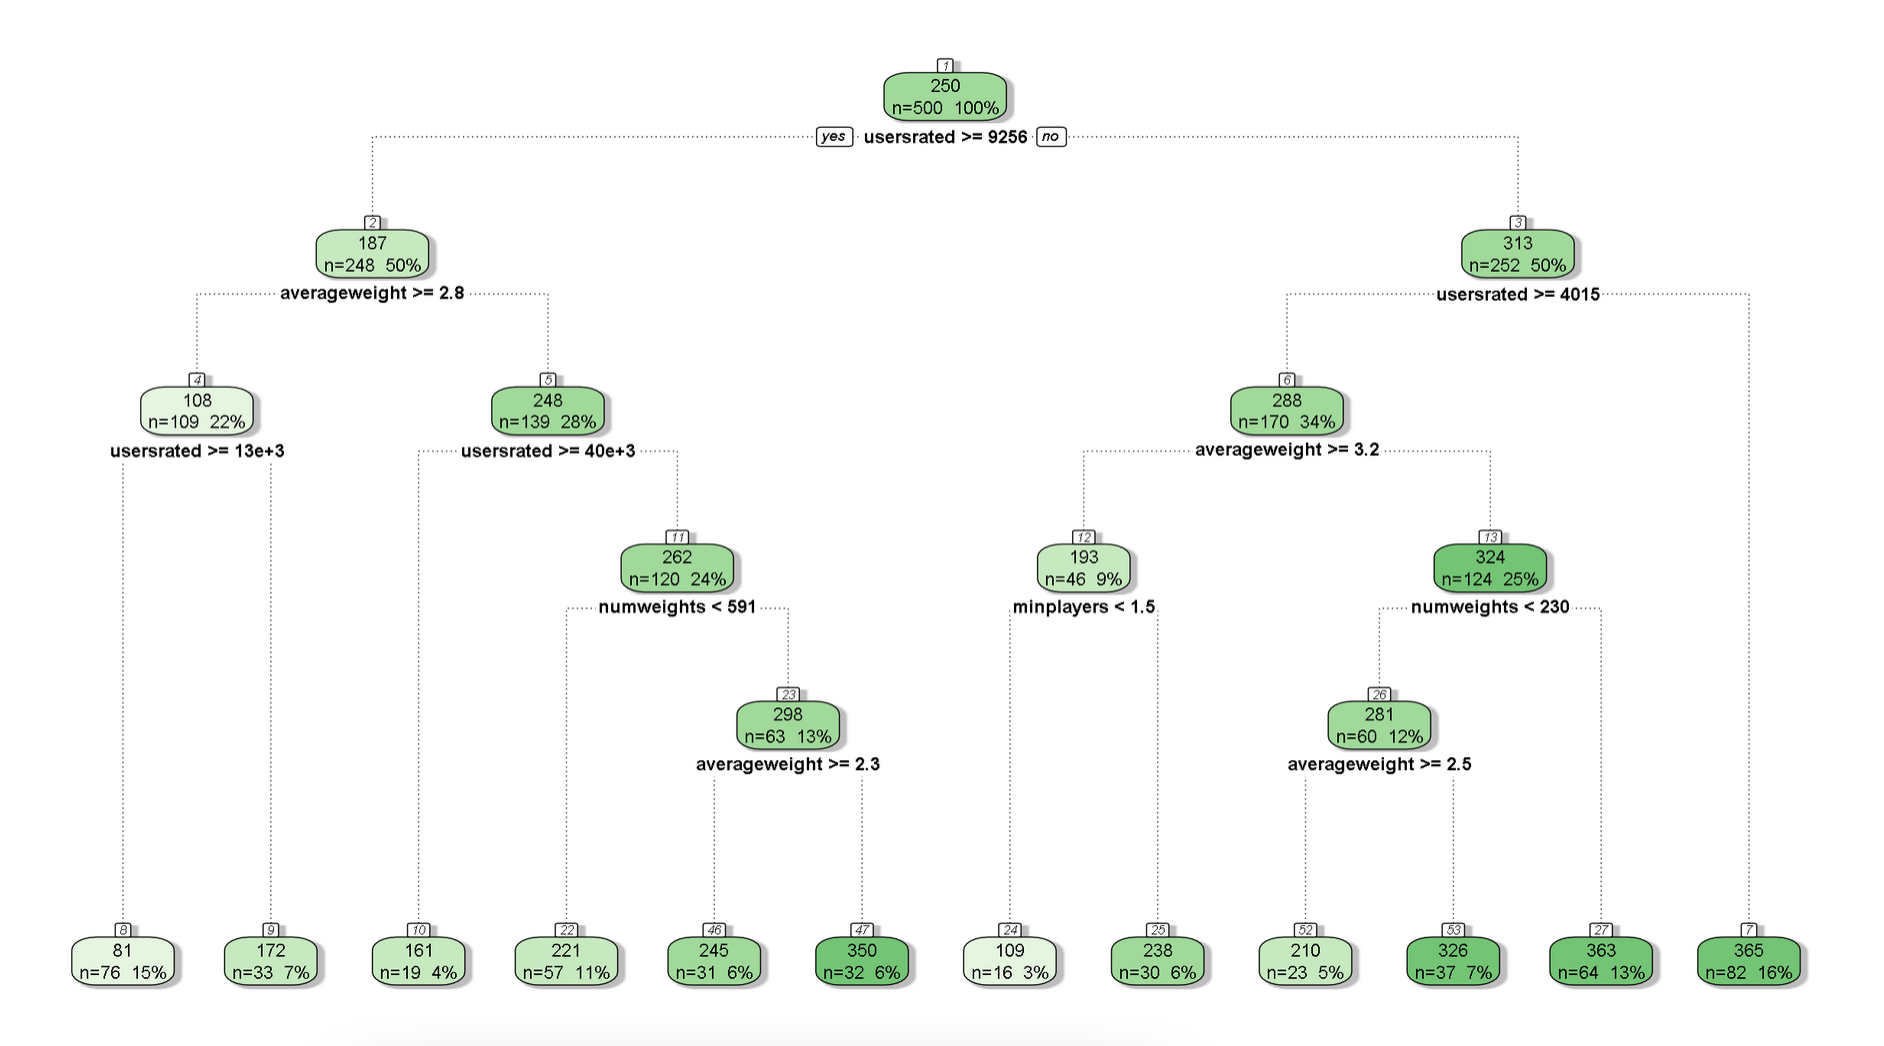 1
250
n=500 100%
yes usersrated >= 9256 no
2
187
n=248 50%
averageweight >= 2.8
3
313
n=252 50%
usersrated >= 4015
4
108
n=109 22%
usersrated >= 13e+3
5
248
n=139 28%
usersrated >= 40e+3
6
288
n=170 34%
averageweight >= 3.2
11
262
n=120 24%
numweights < 591
12
193
n=46 9%
minplayers < 1.5
13
324
n=124 25%
numweights < 230
23
298
n=63 13%
averageweight >= 2.3
26
281
n=60 12%
averageweight >= 2.5
8
81
n=76 15%
9
172
n=33 7%
10
161
n=19 4%
22
221
n=57 11%
46
245
n=31 6%
47
350
n=32 6%
24
109
n=16 3%
25
238
n=30 6%
52
210
n=23 5%
53
326
n=37 7%
27
363
n=64 13%
7
365
n=82 16%